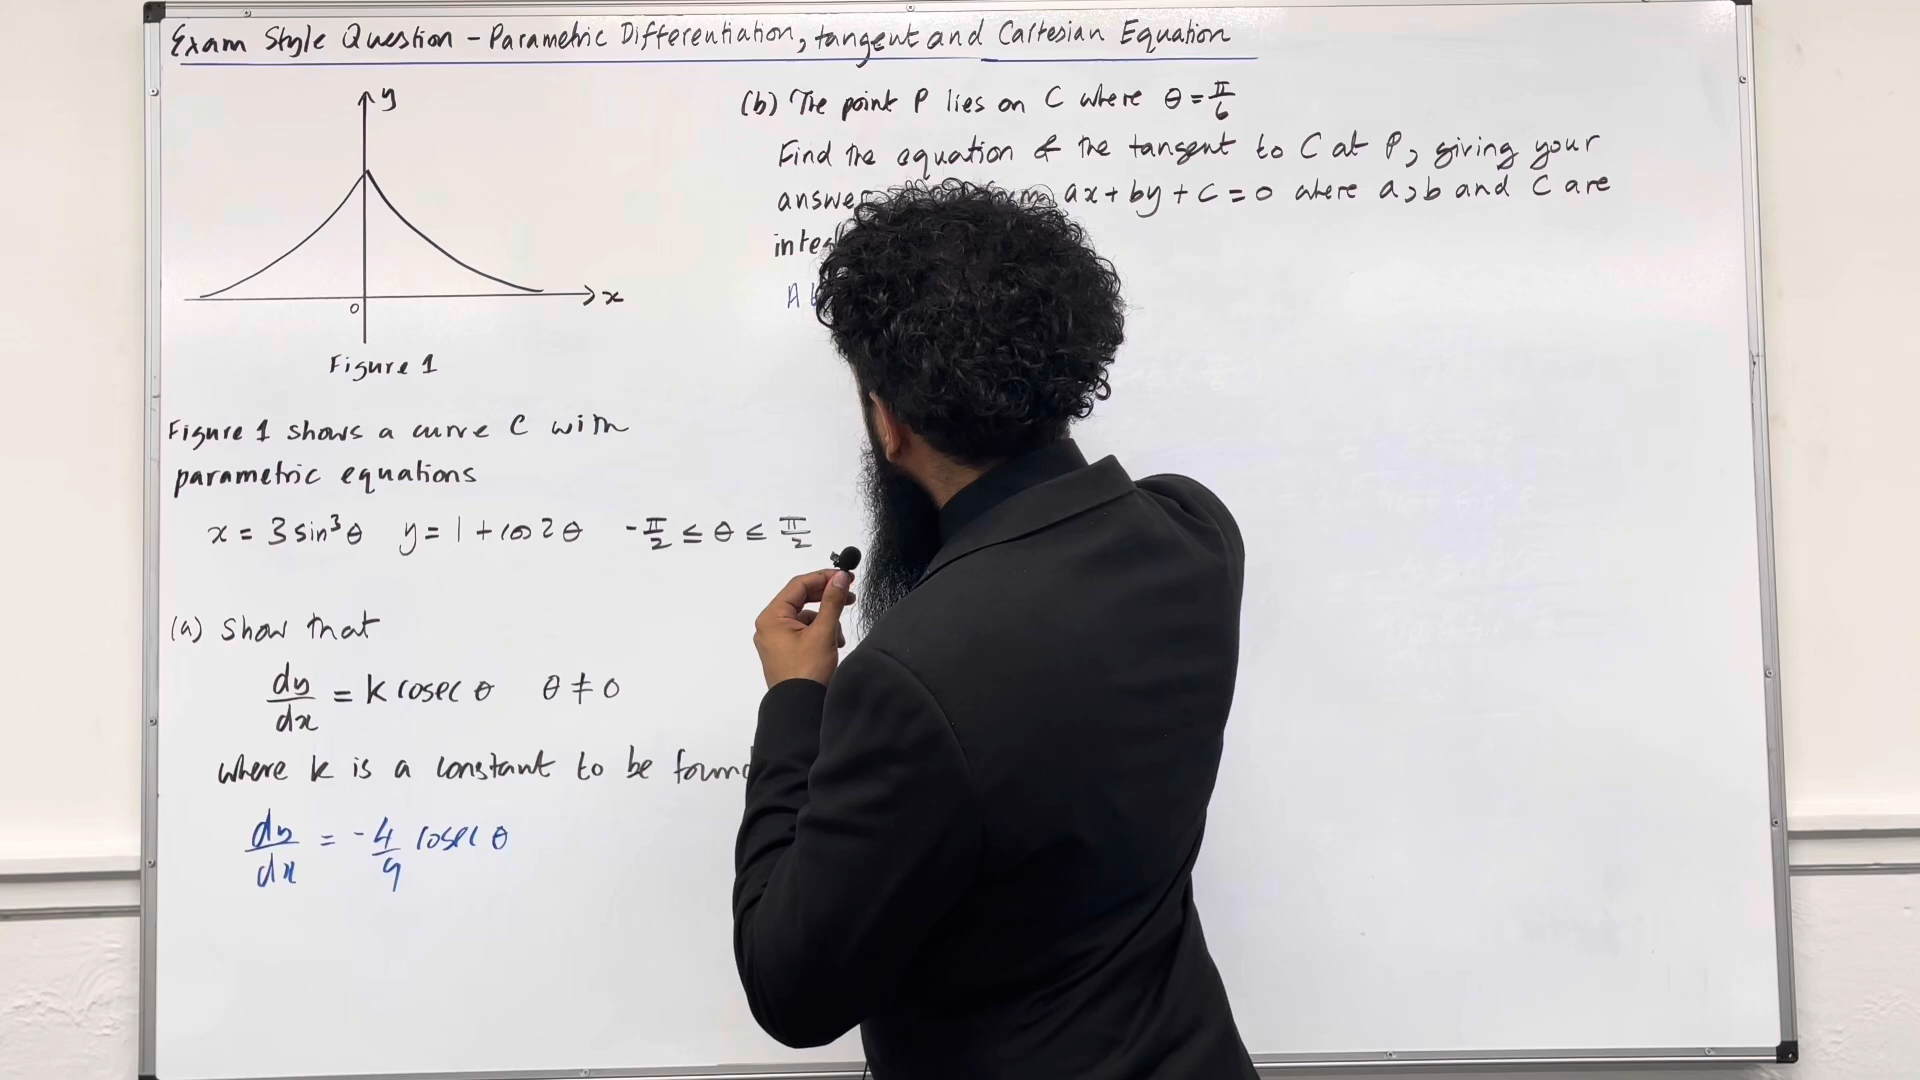 Exam Style Question - Parametric Differentiation, tangent and Cartesian Equation
y
x
0
Figure 1
Figure 1 shows a curve C with
parametric equations
x = 3 sin³θ y = 1 + cos 2θ -π/2 ≤ θ ≤ π/2
(a) Show that
dy/dx = k cosec θ θ ≠ 0
where k is a constant to be found
dy/dx = -4/9 cosec θ
(b) The point P lies on C where θ = π/6
Find the equation of the tangent to C at P, giving your
ax + by + c = 0 where a, b and c are